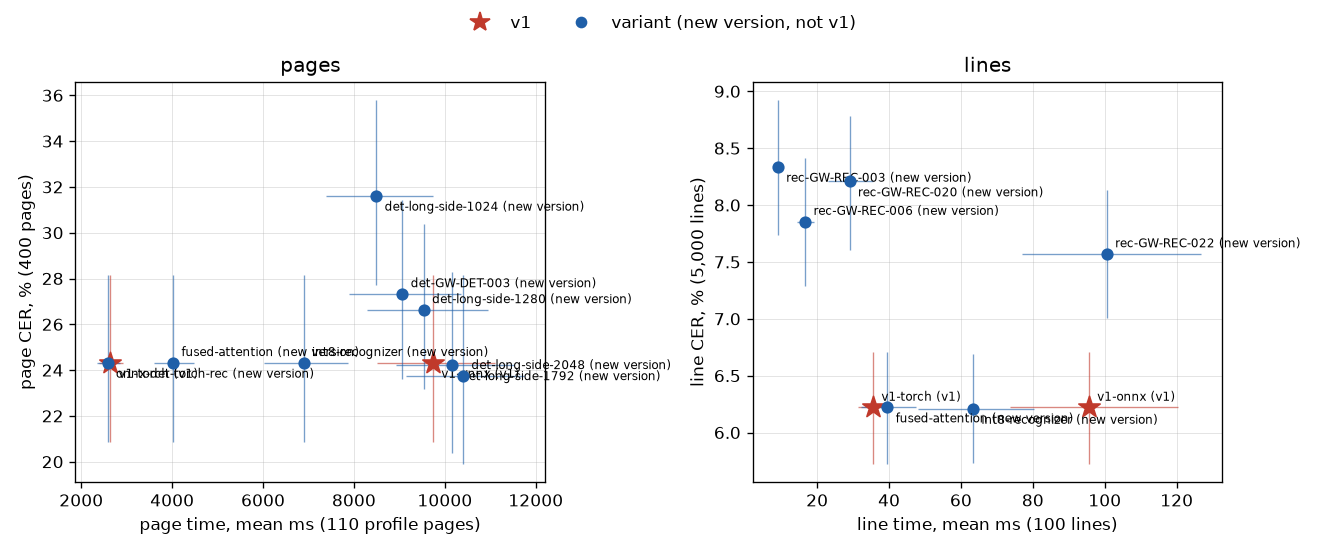 v1
variant (new version, not v1)
pages
36
34
32
30
28
26
24
22
20
page CER, % (400 pages)
det-long-side-1024 (new version)
det-GW-DET-003 (new version)
det-long-side-1280 (new version)
fused-attention (new version)
int8-recognizer (new version)
det-long-side-2048 (new version)
det-long-side-1792 (new version)
v1-torch (v1)
v1-onnx (v1)
2000
4000
6000
8000
10000
12000
page time, mean ms (110 profile pages)
lines
9.0
8.5
8.0
7.5
7.0
6.5
6.0
line CER, % (5,000 lines)
rec-GW-REC-003 (new version)
rec-GW-REC-020 (new version)
rec-GW-REC-006 (new version)
rec-GW-REC-022 (new version)
v1-torch (v1)
v1-onnx (v1)
fused-attention (new version)
int8-recognizer (new version)
20
40
60
80
100
120
line time, mean ms (100 lines)